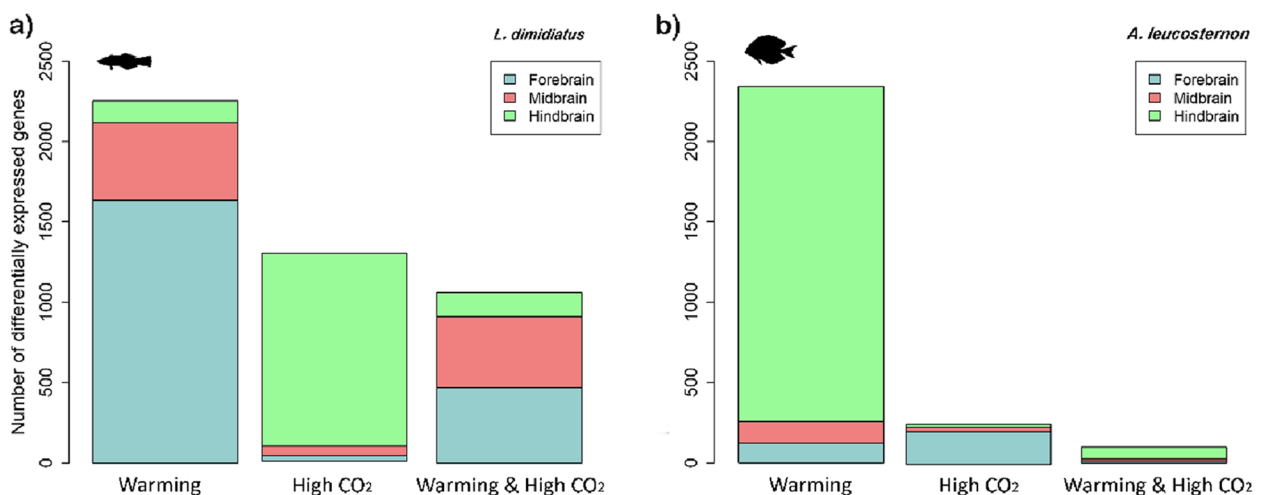 a)
L. dimidiatus
Number of differentially expressed genes
2500
2000
1500
1000
500
0
Forebrain
Midbrain
Hindbrain
Warming
High CO₂
Warming & High CO₂
b)
A. leucosternon
2500
2000
1500
1000
500
0
Forebrain
Midbrain
Hindbrain
Warming
High CO₂
Warming & High CO₂